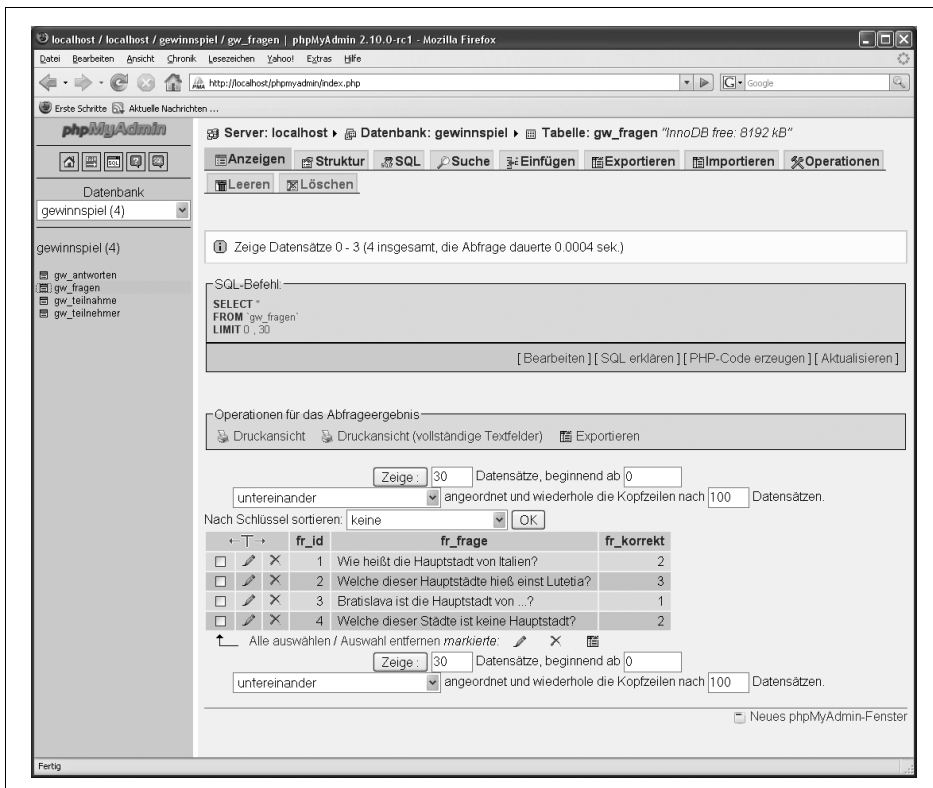 localhost / localhost / gewinnspiel / gw_fragen | phpMyAdmin 2.10.0-rc1 - Mozilla Firefox
Datei Bearbeiten Ansicht Chronik Lesezeichen Yahoo! Extras Hilfe
http://localhost/phpmyadmin/index.php
Google
Erste Schritte Aktuelle Nachrichten ...
phpMyAdmin
Datenbank
gewinnspiel (4)
gewinnspiel (4)
gw_antworten
gw_fragen
gw_teilnahme
gw_teilnehmer
Server: localhost Datenbank: gewinnspiel Tabelle: gw_fragen "InnoDB free: 8192 kB"
Anzeigen Struktur SQL Suche Einfügen Exportieren Importieren Operationen
Leeren Löschen
Zeige Datensätze 0 - 3 (4 insgesamt, die Abfrage dauerte 0.0004 sek.)
SQL-Befehl:
SELECT *
FROM `gw_fragen`
LIMIT 0 , 30
[ Bearbeiten ] [ SQL erklären ] [ PHP-Code erzeugen ] [ Aktualisieren ]
Operationen für das Abfrageergebnis
Druckansicht Druckansicht (vollständige Textfelder) Exportieren
Zeige : 30 Datensätze, beginnend ab 0
untereinander angeordnet und wiederhole die Kopfzeilen nach 100 Datensätzen.
Nach Schlüssel sortieren: keine OK
←T→ fr_id fr_frage fr_korrekt
1 Wie heißt die Hauptstadt von Italien? 2
2 Welche dieser Hauptstädte hieß einst Lutetia? 3
3 Bratislava ist die Hauptstadt von ...? 1
4 Welche dieser Städte ist keine Hauptstadt? 2
Alle auswählen / Auswahl entfernen markierte:
Zeige : 30 Datensätze, beginnend ab 0
untereinander angeordnet und wiederhole die Kopfzeilen nach 100 Datensätzen.
Neues phpMyAdmin-Fenster
Fertig